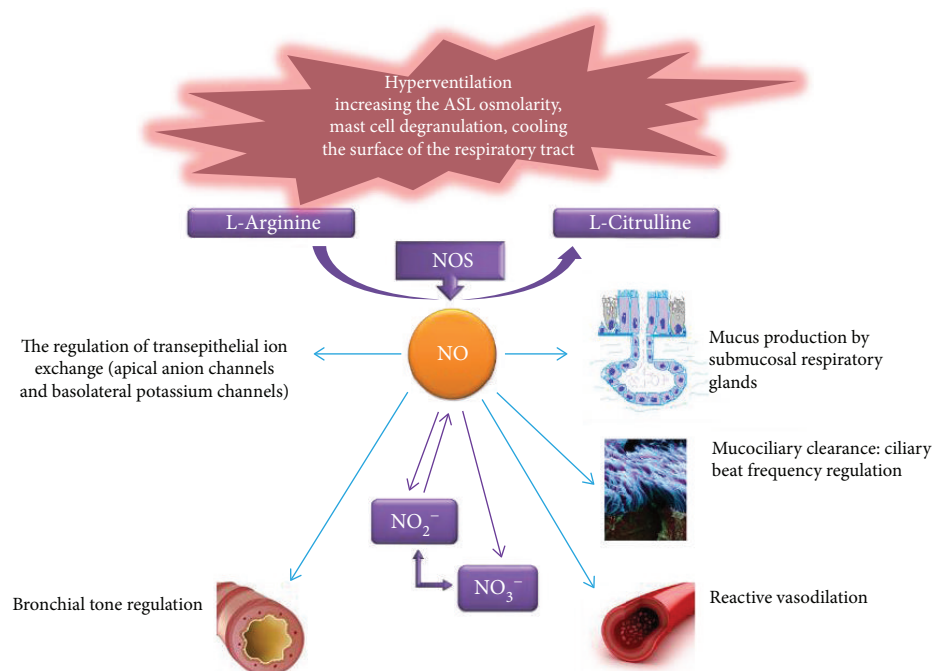 Hyperventilation
increasing the ASL osmolarity,
mast cell degranulation, cooling
the surface of the respiratory tract
L-Arginine
L-Citrulline
NOS
NO
The regulation of transepithelial ion
exchange (apical anion channels
and basolateral potassium channels)
Mucus production by
submucosal respiratory
glands
Mucociliary clearance: ciliary
beat frequency regulation
NO₂⁻
NO₃⁻
Bronchial tone regulation
Reactive vasodilation